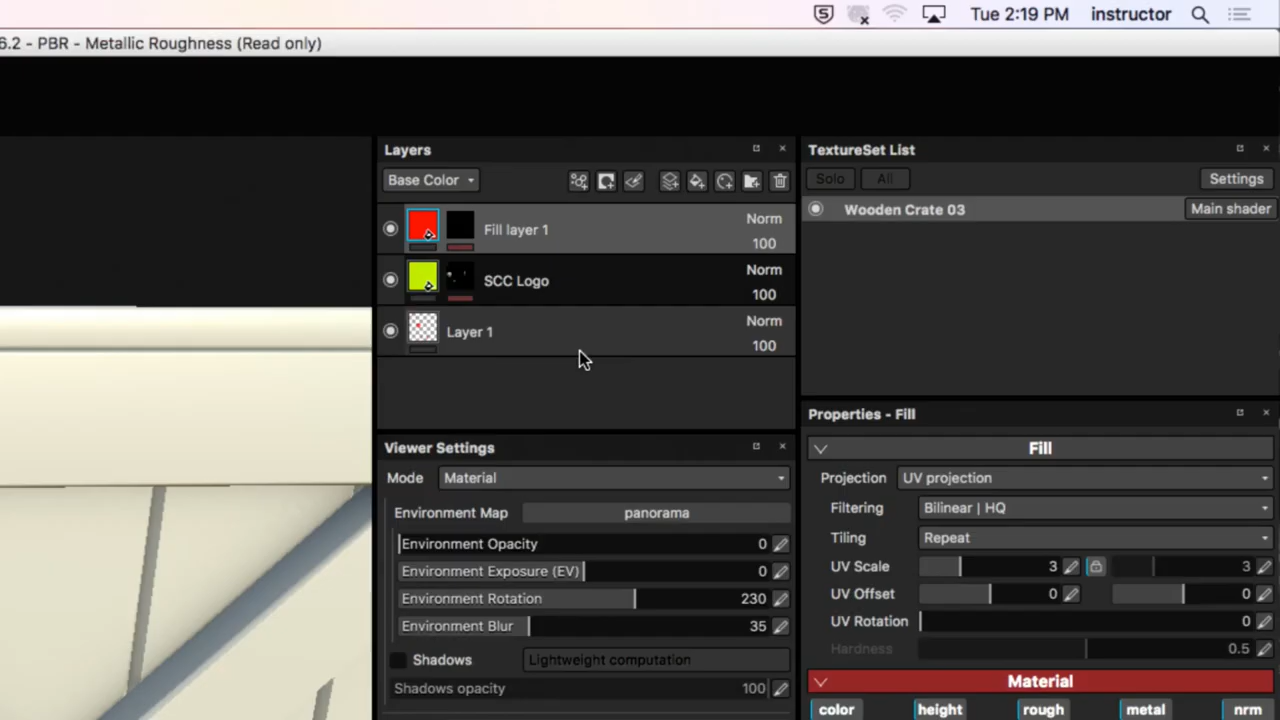 Tue 2:19 PM instructor
6.2 - PBR - Metallic Roughness (Read only)
Layers
Base Color
Norm
Fill layer 1
100
Norm
SCC Logo
100
Norm
Layer 1
100
TextureSet List
Solo All Settings
Wooden Crate 03 Main shader
Viewer Settings
Mode Material
Environment Map panorama
Environment Opacity 0
Environment Exposure (EV) 0
Environment Rotation 230
Environment Blur 35
Shadows Lightweight computation
Shadows opacity 100
Properties - Fill
Fill
Projection UV projection
Filtering Bilinear | HQ
Tiling Repeat
UV Scale 3 3
UV Offset 0 0
UV Rotation 0
Hardness 0.5
Material
color height rough metal nrm